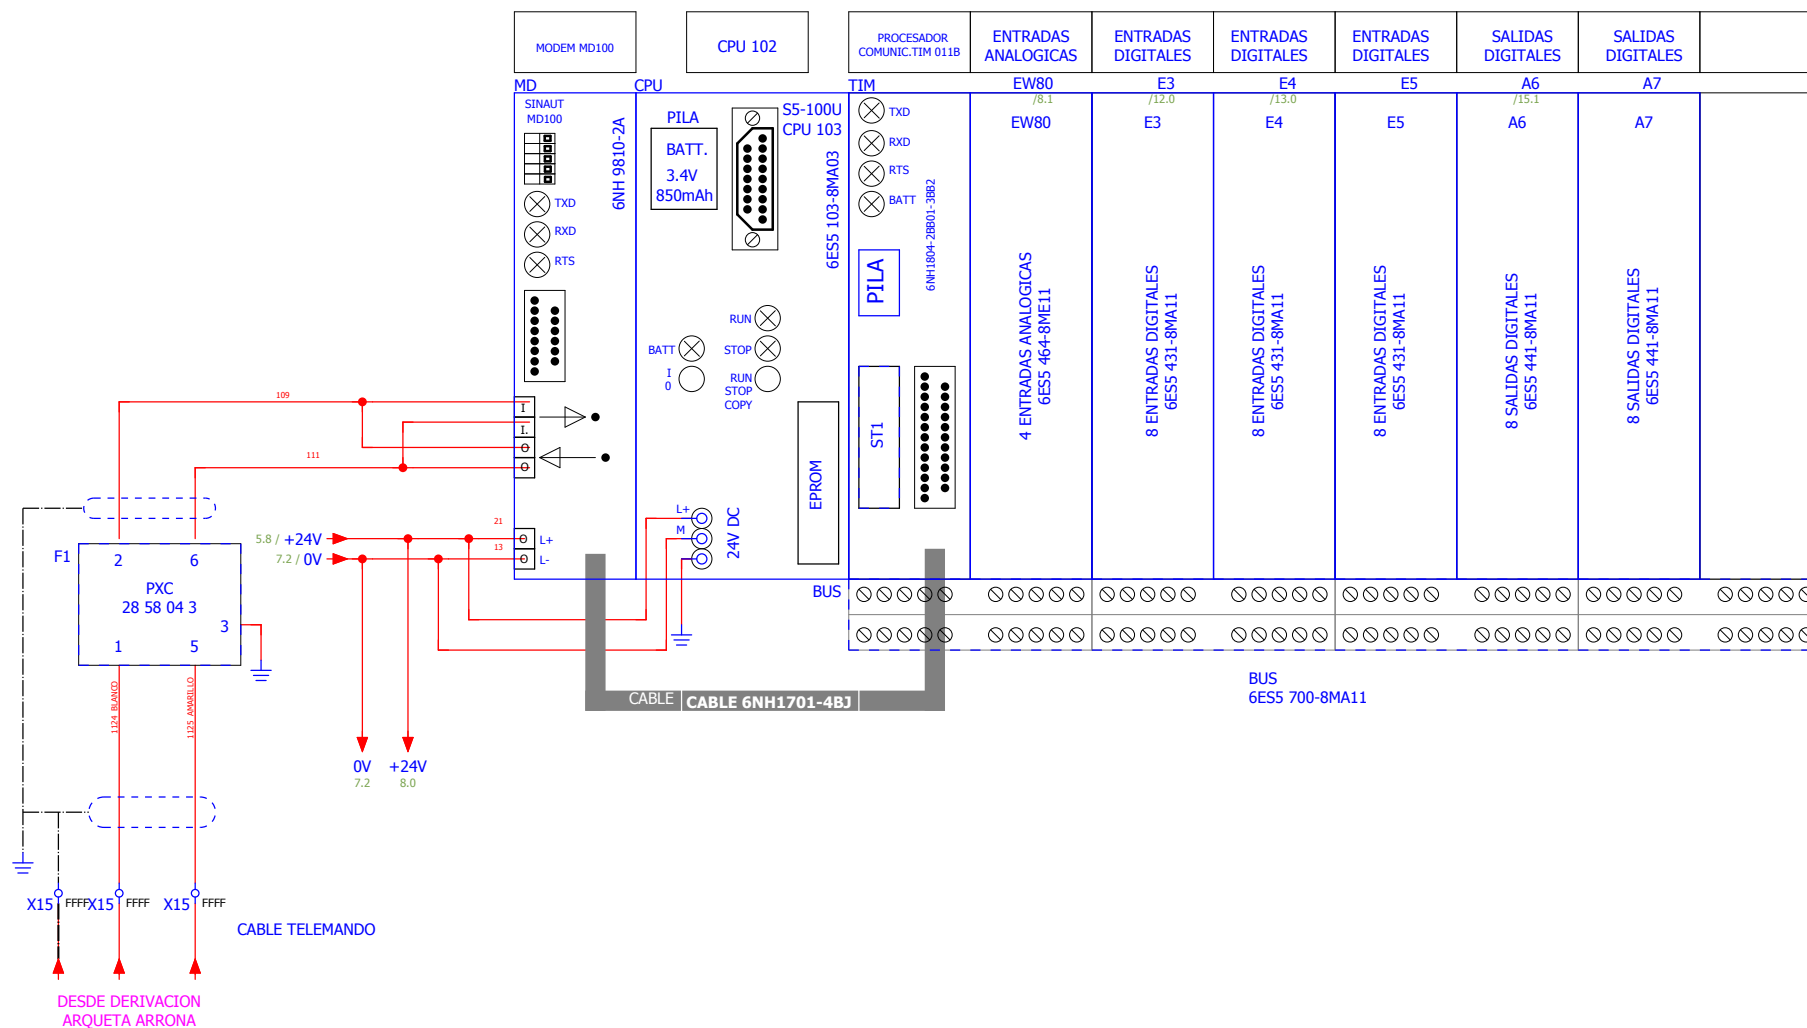 MODEM MD100
CPU 102
PROCESADOR
COMUNIC.TIM 011B
ENTRADAS
ANALOGICAS
ENTRADAS
DIGITALES
ENTRADAS
DIGITALES
ENTRADAS
DIGITALES
SALIDAS
DIGITALES
SALIDAS
DIGITALES
MD
CPU
TIM
EW80
E3
E4
E5
A6
A7
/8.1
/12.0
/13.0
/15.1
SINAUT
MD100
6NH 9810-2A
TXD
RXD
RTS
PILA
BATT.
3.4V
850mAh
S5-100U
CPU 103
6ES5 103-8MA03
RUN
BATT
STOP
I
0
RUN
STOP
COPY
EPROM
L+
M
24V DC
TXD
RXD
RTS
BATT
6NH1804-2BB01-3BB2
PILA
ST1
EW80
E3
E4
E5
A6
A7
4 ENTRADAS ANALOGICAS
6ES5 464-8ME11
8 ENTRADAS DIGITALES
6ES5 431-8MA11
8 ENTRADAS DIGITALES
6ES5 431-8MA11
8 ENTRADAS DIGITALES
6ES5 431-8MA11
8 SALIDAS DIGITALES
6ES5 441-8MA11
8 SALIDAS DIGITALES
6ES5 441-8MA11
109
I
I.
O
111
O
21
5.8 / +24V
O
L+
13
7.2 / 0V
O
L-
F1
2
6
PXC
28 58 04 3
3
1
5
BUS
1124 BLANCO
1125 AMARILLO
CABLE
CABLE 6NH1701-4BJ
BUS
6ES5 700-8MA11
0V
7.2
+24V
8.0
X15
FFFF
X15
FFFF
X15
FFFF
CABLE TELEMANDO
DESDE DERIVACION
ARQUETA ARRONA